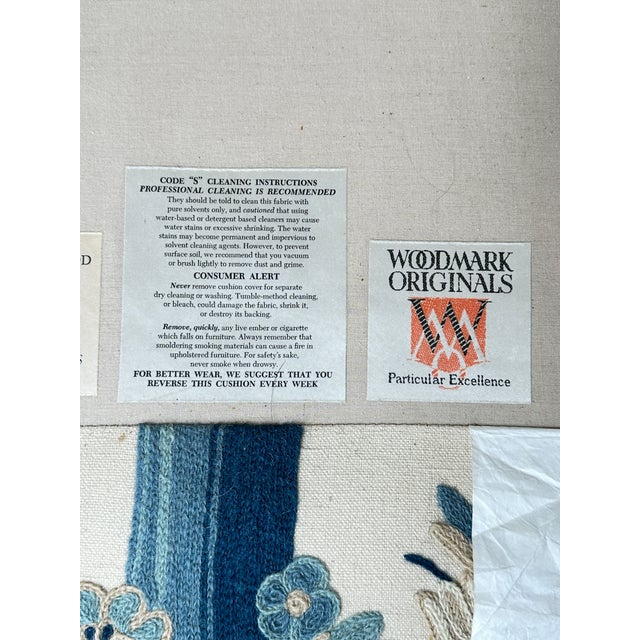 CODE "S" CLEANING INSTRUCTIONS
PROFESSIONAL CLEANING IS RECOMMENDED
They should be told to clean this fabric with
pure solvents only, and cautioned that using
water-based or detergent based cleaners may cause
water stains or excessive shrinking. The water
stains may become permanent and impervious to
solvent cleaning agents. However, to prevent
surface soil, we recommend that you vacuum
or brush lightly to remove dust and grime.
CONSUMER ALERT
Never remove cushion cover for separate
dry cleaning or washing. Tumble-method cleaning,
or bleach, could damage the fabric, shrink it,
or destroy its backing.
Remove, quickly, any live ember or cigarette
which falls on furniture. Always remember that
smoldering smoking materials can cause a fire in
upholstered furniture. For safety's sake,
never smoke when drowsy.
FOR BETTER WEAR, WE SUGGEST THAT YOU
REVERSE THIS CUSHION EVERY WEEK
WOODMARK
ORIGINALS
W
Particular Excellence
D
S